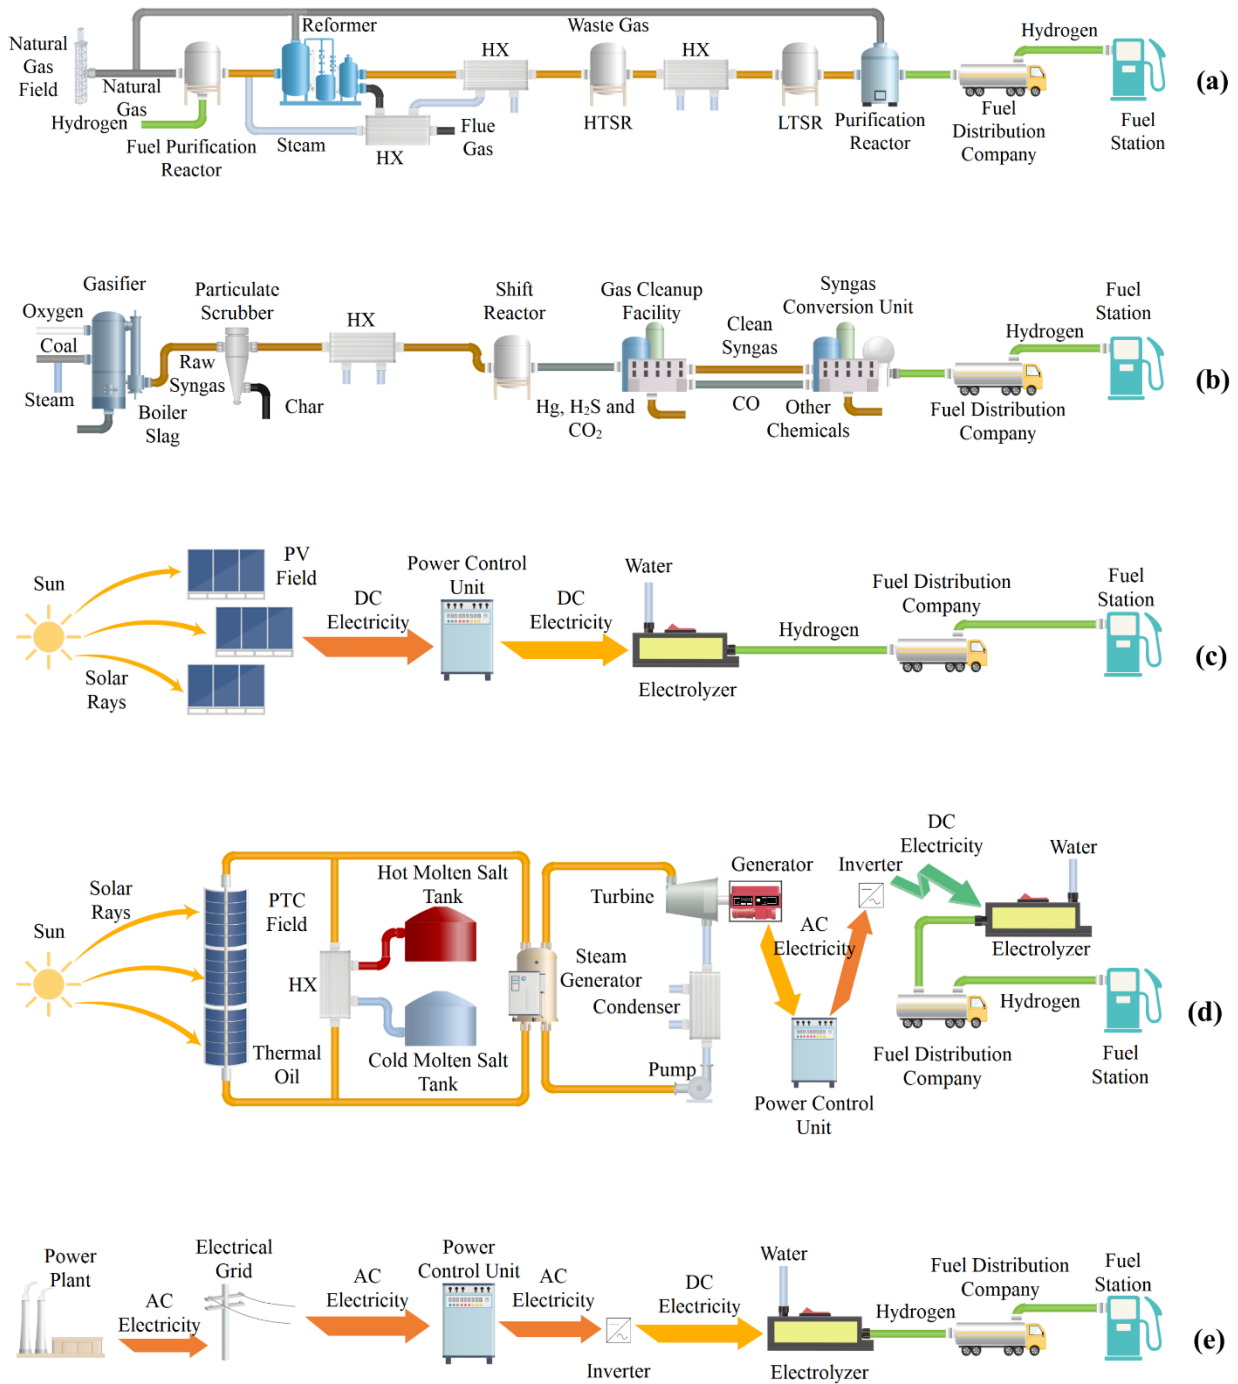 Natural
Gas
Field
Natural
Gas
Hydrogen
Fuel Purification
Reactor
Reformer
Steam
HX
HX
Flue
Gas
Waste Gas
HTSR
HX
LTSR
Purification
Reactor
Hydrogen
Fuel
Distribution
Company
Fuel
Station
(a)
Gasifier
Oxygen
Coal
Steam
Boiler
Slag
Raw
Syngas
Particulate
Scrubber
Char
HX
Shift
Reactor
Gas Cleanup
Facility
Hg, H₂S and
CO₂
Clean
Syngas
CO
Syngas
Conversion Unit
Other
Chemicals
Hydrogen
Fuel Distribution
Company
Fuel
Station
(b)
Sun
Solar
Rays
PV
Field
DC
Electricity
Power Control
Unit
DC
Electricity
Water
Electrolyzer
Hydrogen
Fuel Distribution
Company
Fuel
Station
(c)
Sun
Solar
Rays
PTC
Field
Thermal
Oil
HX
Hot Molten Salt
Tank
Cold Molten Salt
Tank
Steam
Generator
Turbine
Condenser
Pump
Generator
AC
Electricity
Power Control
Unit
Inverter
DC
Electricity
Water
Electrolyzer
Hydrogen
Fuel Distribution
Company
Fuel
Station
(d)
Power
Plant
AC
Electricity
Electrical
Grid
AC
Electricity
Power
Control Unit
AC
Electricity
Inverter
DC
Electricity
Water
Electrolyzer
Hydrogen
Fuel Distribution
Company
Fuel
Station
(e)